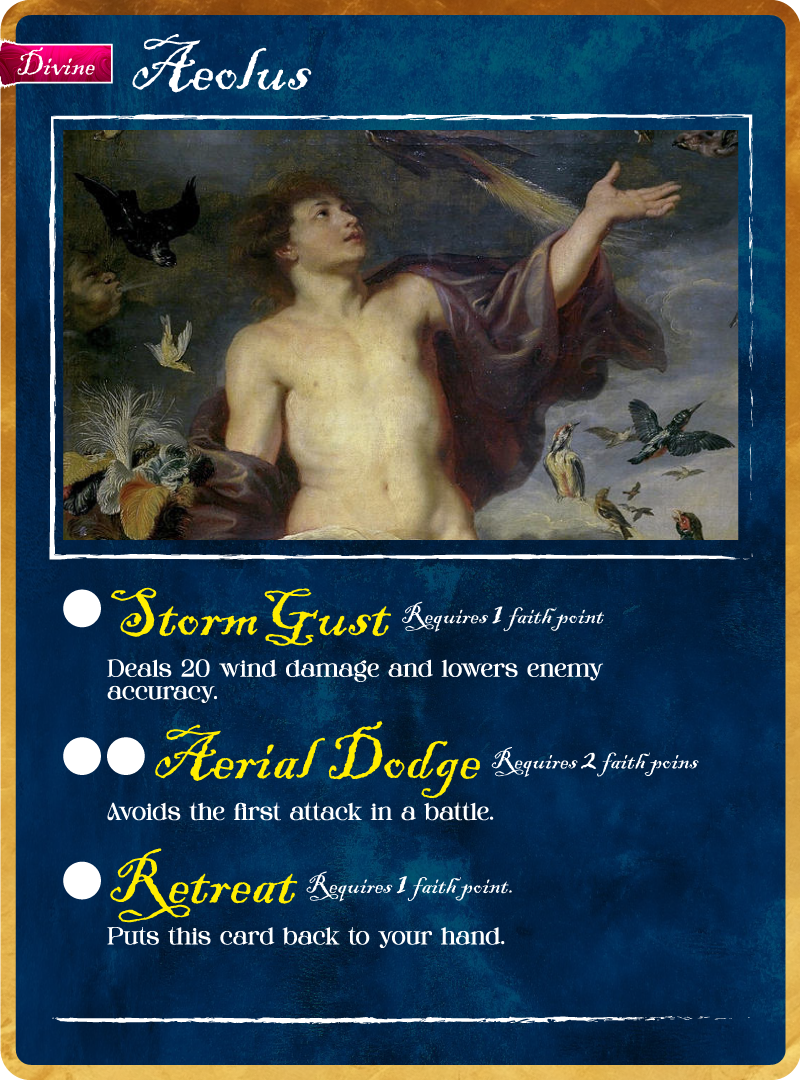 Divine
Aeolus
Storm Gust Requires 1 faith point
Deals 20 wind damage and lowers enemy
accuracy.
Aerial Dodge Requires 2 faith poins
Avoids the first attack in a battle.
Retreat Requires 1 faith point.
Puts this card back to your hand.